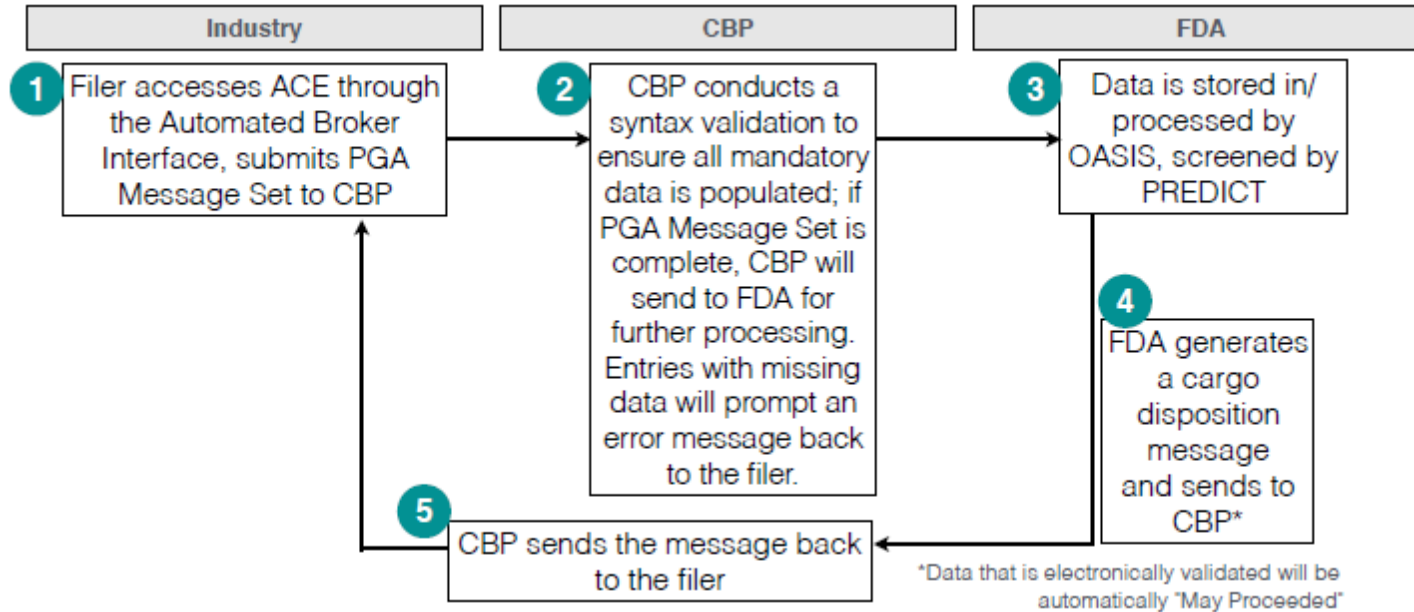 Industry
CBP
FDA
1
Filer accesses ACE through
the Automated Broker
Interface, submits PGA
Message Set to CBP
2
CBP conducts a
syntax validation to
ensure all mandatory
data is populated; if
PGA Message Set is
complete, CBP will
send to FDA for
further processing.
Entries with missing
data will prompt an
error message back
to the filer.
3
Data is stored in/
processed by
OASIS, screened by
PREDICT
4
FDA generates
a cargo
disposition
message
and sends to
CBP*
5
CBP sends the message back
to the filer
*Data that is electronically validated will be
automatically "May Proceeded"